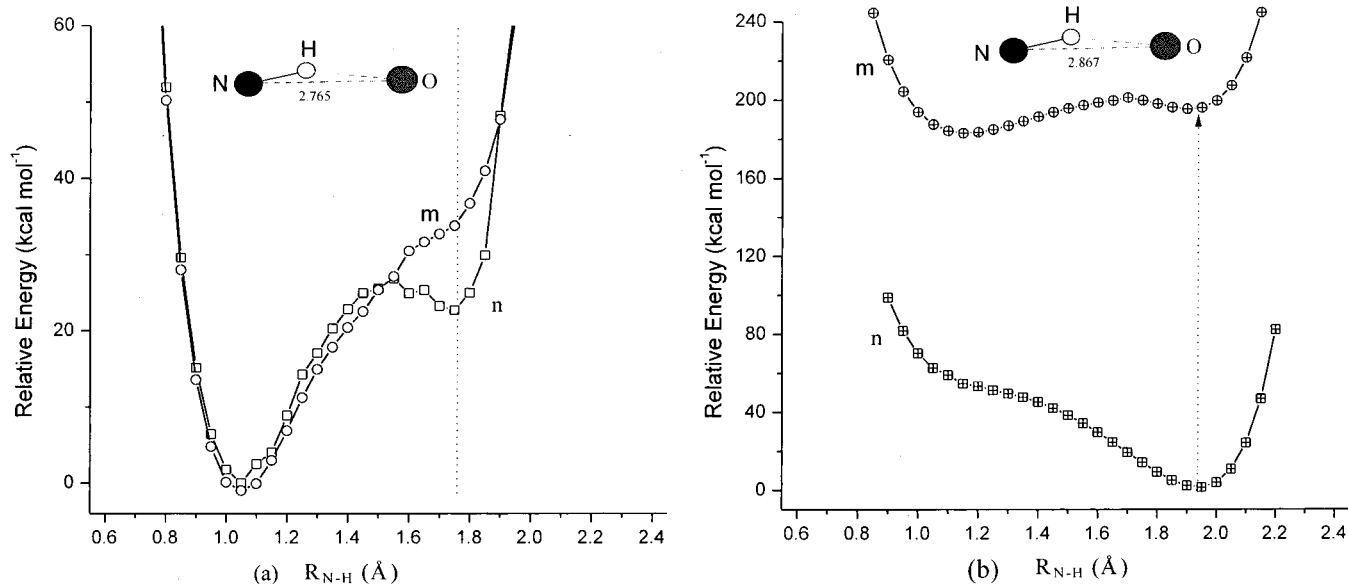 60
40
20
0
Relative Energy (kcal mol⁻¹)
H
N
O
2.765
m
n
0.6 0.8 1.0 1.2 1.4 1.6 1.8 2.0 2.2 2.4
(a) R_N-H (Å)
240
200
160
120
80
40
0
Relative Energy (kcal mol⁻¹)
H
N
O
2.867
m
n
0.6 0.8 1.0 1.2 1.4 1.6 1.8 2.0 2.2 2.4
(b) R_N-H (Å)